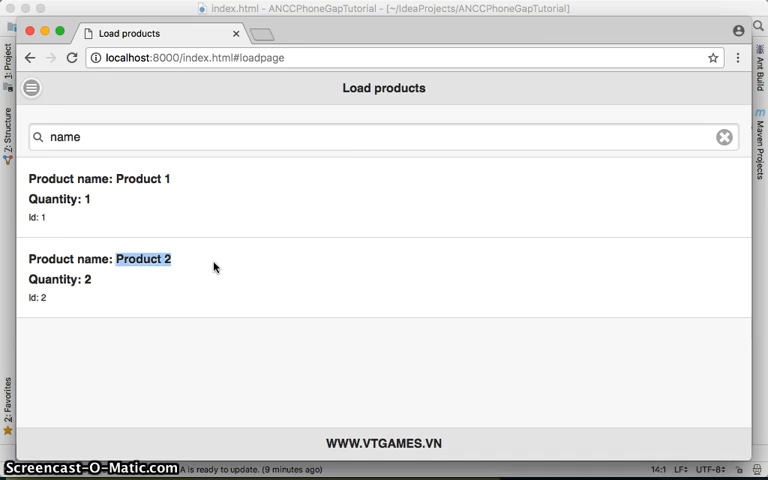 index.html - ANCCPhoneGapTutorial - [~/IdeaProjects/ANCCPhoneGapTutorial]
Load products
localhost:8000/index.html#loadpage
Load products
name
Product name: Product 1
Quantity: 1
Id: 1
Product name: Product 2
Quantity: 2
Id: 2
WWW.VTGAMES.VN
1: Project
7: Structure
2: Favorites
Ant Build
m
Maven Projects
Screencast-O-Matic.com
A is ready to update. (9 minutes ago)
14:1
LF
UTF-8